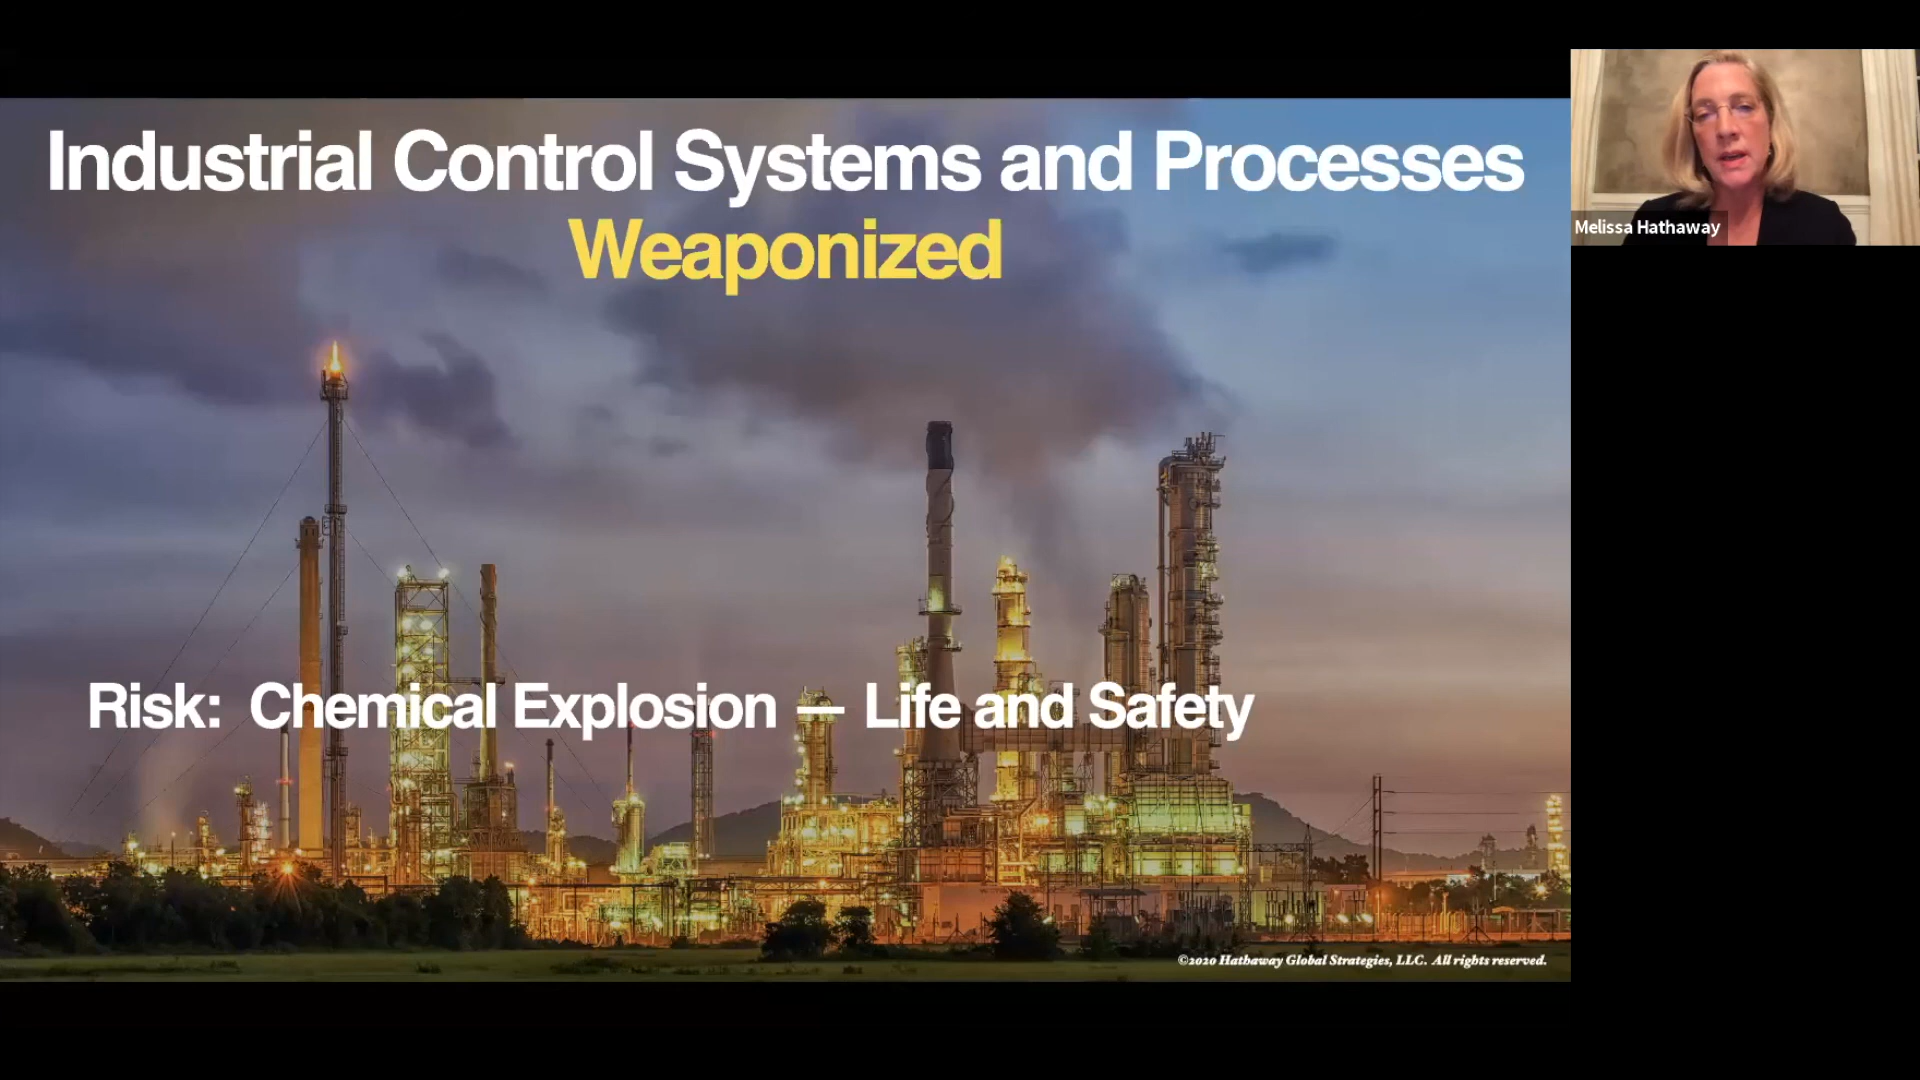 Industrial Control Systems and Processes
Weaponized
Melissa Hathaway
Risk: Chemical Explosion — Life and Safety
©2020 Hathaway Global Strategies, LLC. All rights reserved.